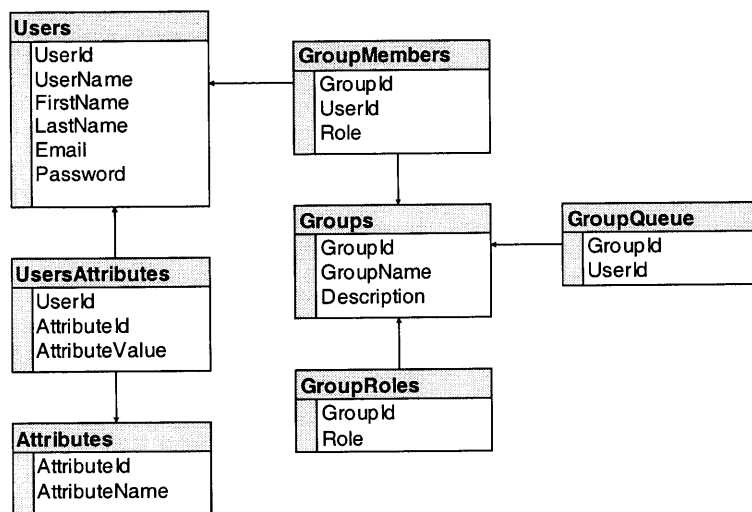 Users
UserId
UserName
FirstName
LastName
Email
Password
GroupMembers
GroupId
UserId
Role
Groups
GroupId
GroupName
Description
GroupQueue
GroupId
UserId
UsersAttributes
UserId
AttributeId
AttributeValue
GroupRoles
GroupId
Role
Attributes
AttributeId
AttributeName